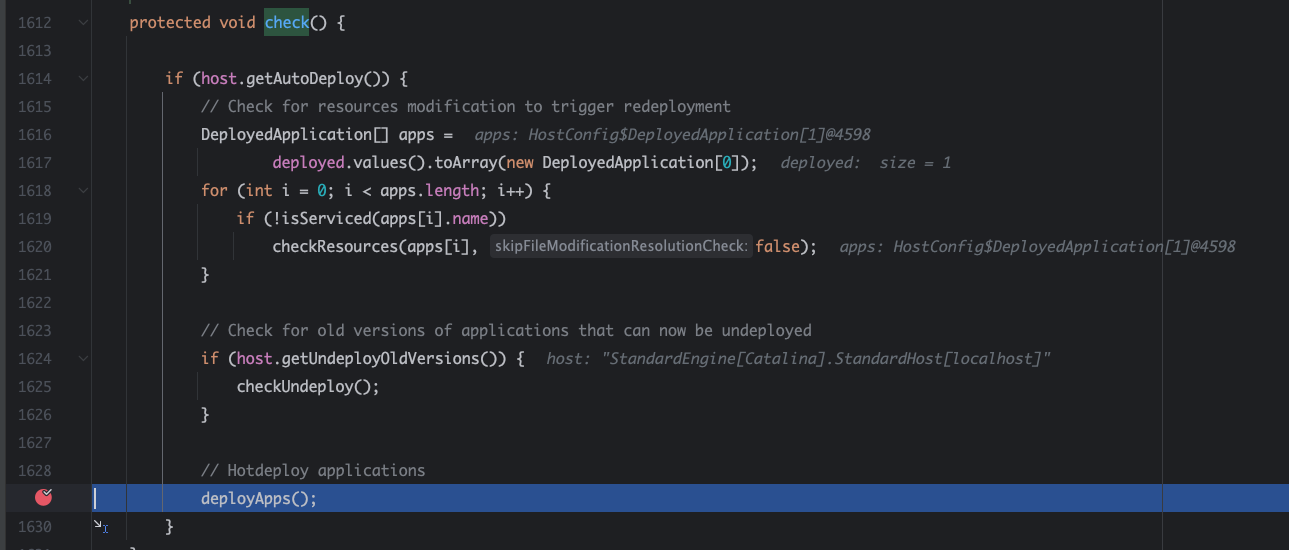 1612 protected void check() {
1613
1614 if (host.getAutoDeploy()) {
1615 // Check for resources modification to trigger redeployment
1616 DeployedApplication[] apps = apps: HostConfig$DeployedApplication[1]@4598
1617 deployed.values().toArray(new DeployedApplication[0]); deployed: size = 1
1618 for (int i = 0; i < apps.length; i++) {
1619 if (!isServiced(apps[i].name))
1620 checkResources(apps[i], skipFileModificationResolutionCheck: false); apps: HostConfig$DeployedApplication[1]@4598
1621 }
1622
1623 // Check for old versions of applications that can now be undeployed
1624 if (host.getUndeployOldVersions()) { host: "StandardEngine[Catalina].StandardHost[localhost]"
1625 checkUndeploy();
1626 }
1627
1628 // Hotdeploy applications
deployApps();
1630 }